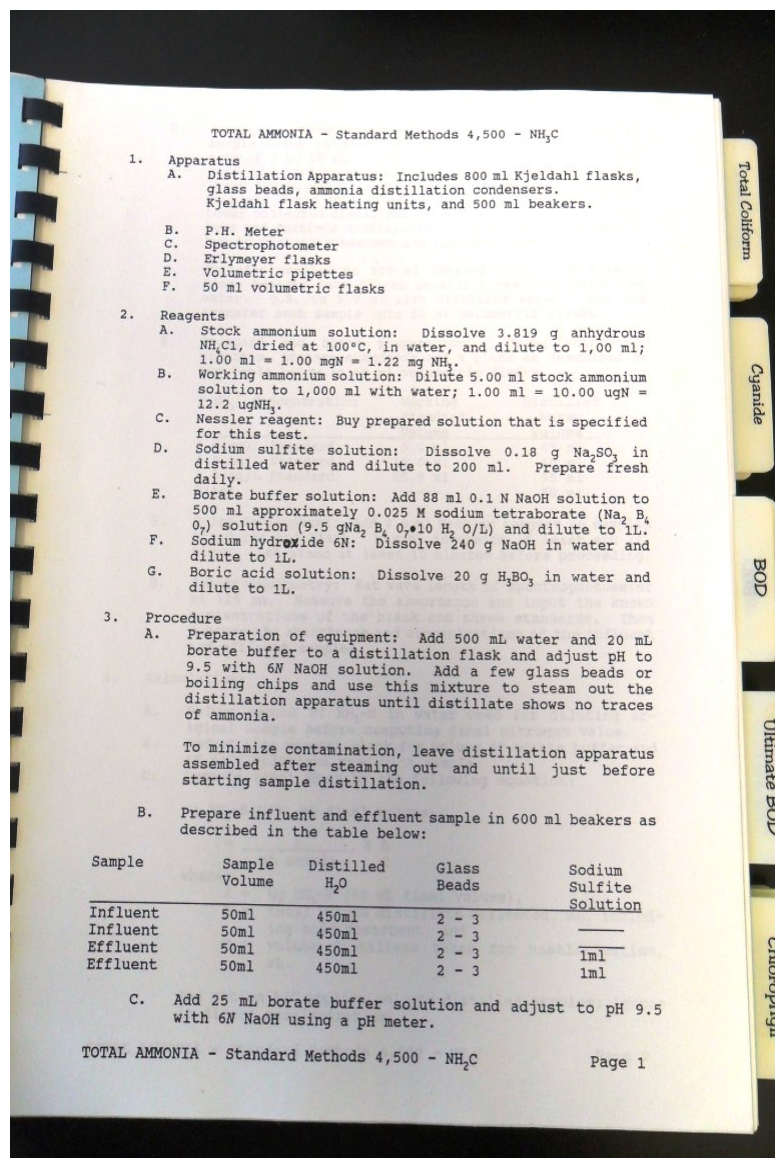 TOTAL AMMONIA - Standard Methods 4,500 - NH₃C
1. Apparatus
A. Distillation Apparatus: Includes 800 ml Kjeldahl flasks,
glass beads, ammonia distillation condensers.
Kjeldahl flask heating units, and 500 ml beakers.
B. P.H. Meter
C. Spectrophotometer
D. Erlymeyer flasks
E. Volumetric pipettes
F. 50 ml volumetric flasks
2. Reagents
A. Stock ammonium solution: Dissolve 3.819 g anhydrous
NH₄C1, dried at 100°C, in water, and dilute to 1,00 ml;
1.00 ml = 1.00 mgN = 1.22 mg NH₃.
B. Working ammonium solution: Dilute 5.00 ml stock ammonium
solution to 1,000 ml with water; 1.00 ml = 10.00 ugN =
12.2 ugNH₃.
C. Nessler reagent: Buy prepared solution that is specified
for this test.
D. Sodium sulfite solution: Dissolve 0.18 g Na₂SO₃ in
distilled water and dilute to 200 ml. Prepare fresh
daily.
E. Borate buffer solution: Add 88 ml 0.1 N NaOH solution to
500 ml approximately 0.025 M sodium tetraborate (Na₂ B₄
0₇) solution (9.5 gNa₂ B₄ 0₇•10 H₂ O/L) and dilute to 1L.
F. Sodium hydroxide 6N: Dissolve 240 g NaOH in water and
dilute to 1L.
G. Boric acid solution: Dissolve 20 g H₃BO₃ in water and
dilute to 1L.
3. Procedure
A. Preparation of equipment: Add 500 mL water and 20 mL
borate buffer to a distillation flask and adjust pH to
9.5 with 6N NaOH solution. Add a few glass beads or
boiling chips and use this mixture to steam out the
distillation apparatus until distillate shows no traces
of ammonia.
To minimize contamination, leave distillation apparatus
assembled after steaming out and until just before
starting sample distillation.
B. Prepare influent and effluent sample in 600 ml beakers as
described in the table below:
Sample Sample Distilled Glass Sodium
Volume H₂O Beads Sulfite
Solution
Influent 50ml 450ml 2 - 3
Influent 50ml 450ml 2 - 3
Effluent 50ml 450ml 2 - 3 1ml
Effluent 50ml 450ml 2 - 3 1ml
C. Add 25 mL borate buffer solution and adjust to pH 9.5
with 6N NaOH using a pH meter.
TOTAL AMMONIA - Standard Methods 4,500 - NH₂C Page 1
Total Coliform
Cyanide
BOD
Ultimate BOD